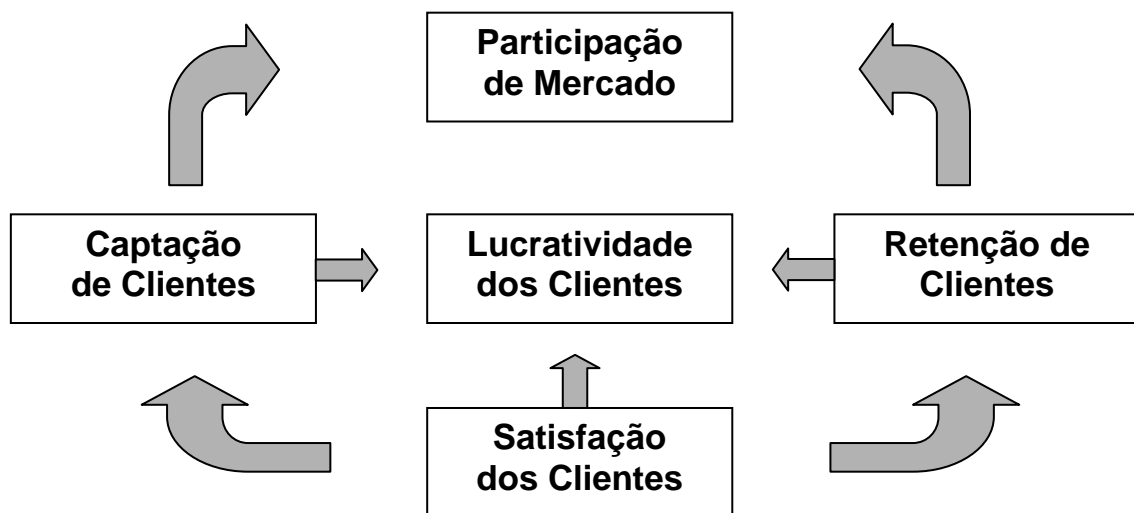 Participação
de Mercado
Captação
de Clientes
Lucratividade
dos Clientes
Retenção de
Clientes
Satisfação
dos Clientes